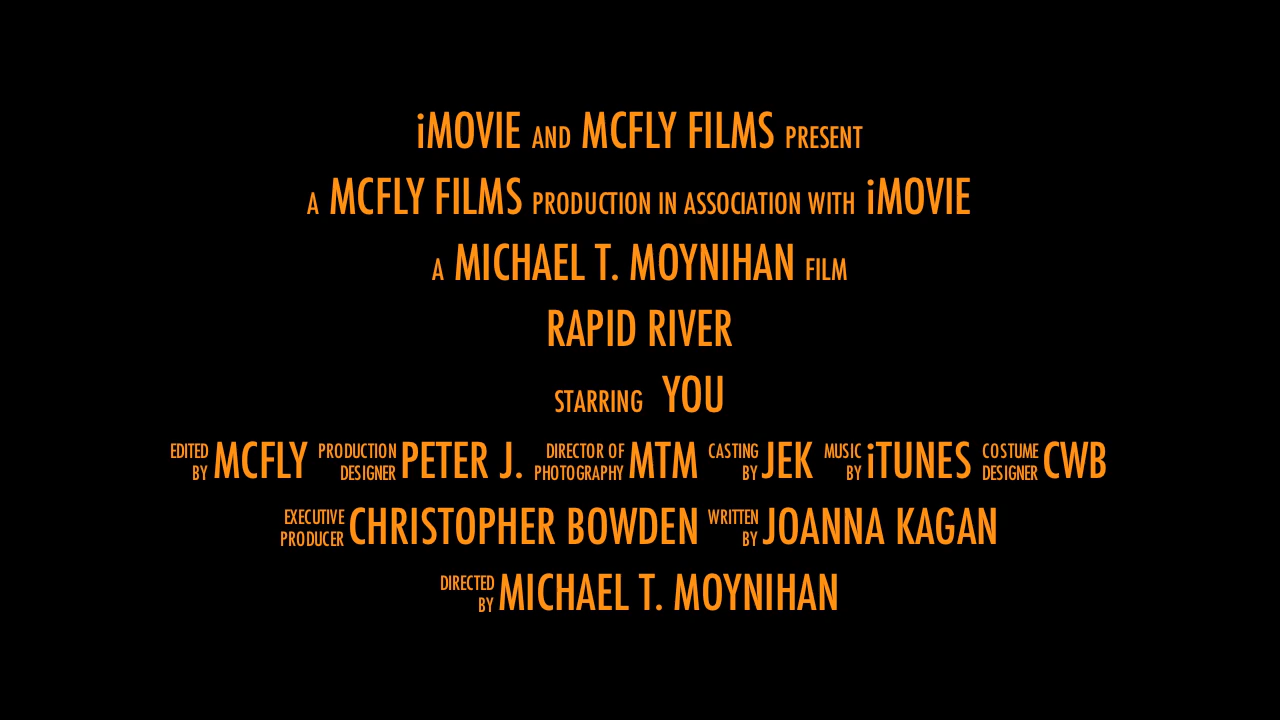 iMOVIE AND MCFLY FILMS PRESENT
A MCFLY FILMS PRODUCTION IN ASSOCIATION WITH iMOVIE
A MICHAEL T. MOYNIHAN FILM
RAPID RIVER
STARRING YOU
EDITED BY MCFLY PRODUCTION DESIGNER PETER J. DIRECTOR OF PHOTOGRAPHY MTM CASTING BY JEK MUSIC BY iTUNES COSTUME DESIGNER CWB
EXECUTIVE PRODUCER CHRISTOPHER BOWDEN WRITTEN BY JOANNA KAGAN
DIRECTED BY MICHAEL T. MOYNIHAN